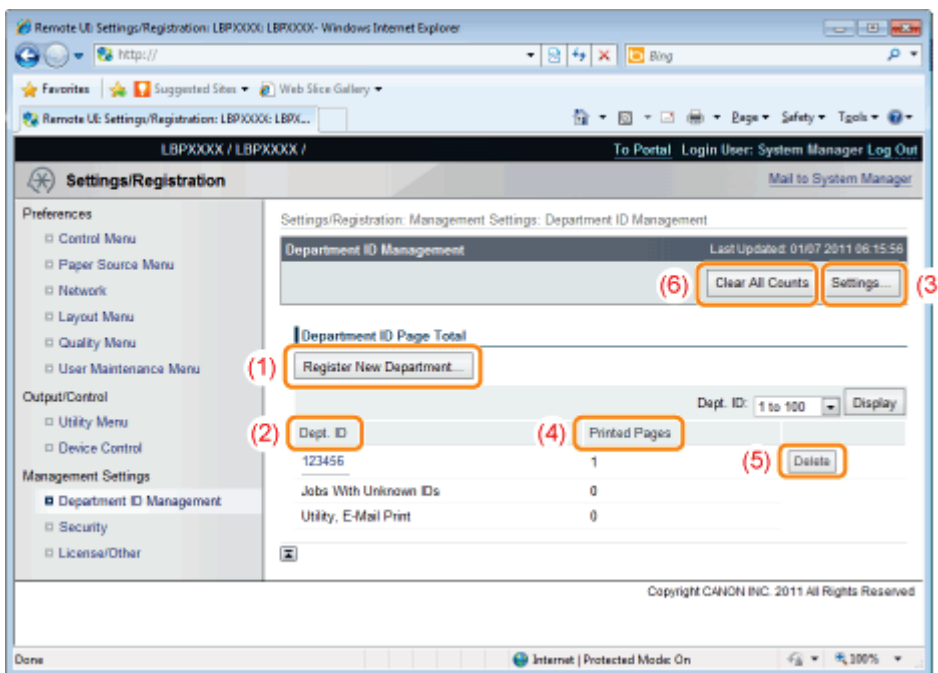 Remote UI: Settings/Registration: LBPXXXX: LBPXXXX- Windows Internet Explorer
http://
Bing
Favorites Suggested Sites Web Slice Gallery
Remote UI: Settings/Registration: LBPXXXX: LBPX...
Page Safety Tools
LBPXXXX / LBPXXXX / To Portal Login User: System Manager Log Out
Settings/Registration Mail to System Manager
Preferences
Control Menu
Paper Source Menu
Network
Layout Menu
Quality Menu
User Maintenance Menu
Output/Control
Utility Menu
Device Control
Management Settings
Department ID Management
Security
License/Other
Settings/Registration: Management Settings: Department ID Management
Department ID Management Last Updated: 01/07 2011 06:15:56
(6) Clear All Counts Settings... (3
Department ID Page Total
(1) Register New Department...
Dept. ID: 1 to 100 Display
(2) Dept. ID (4) Printed Pages
123456 1 (5) Delete
Jobs With Unknown IDs 0
Utility, E-Mail Print 0
Copyright CANON INC. 2011 All Rights Reserved
Done Internet | Protected Mode: On 100%